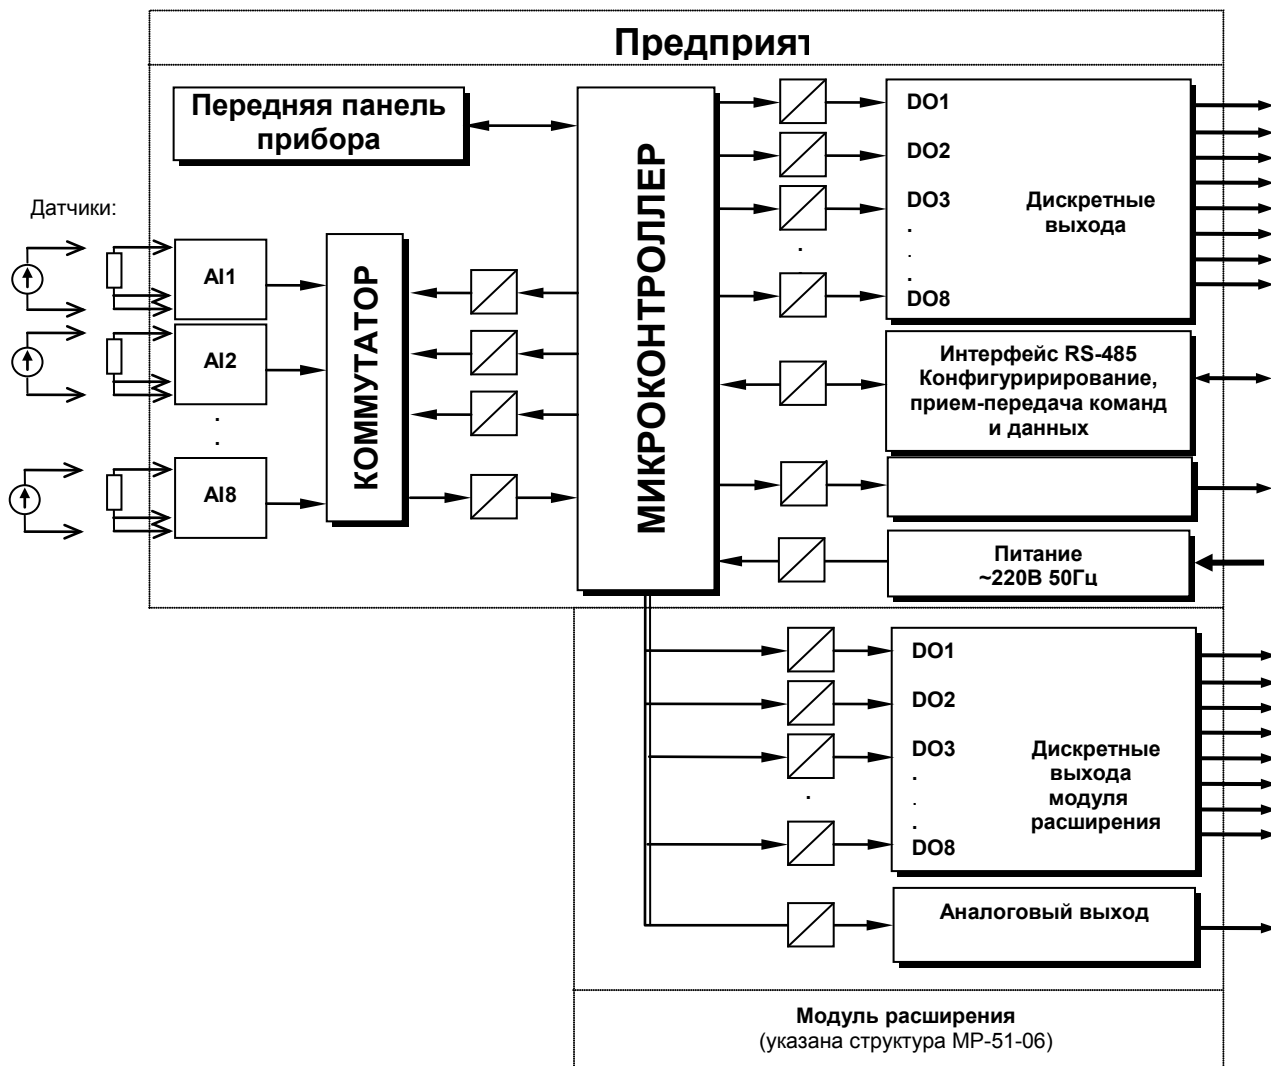 Предприят
Передняя панель
прибора
Датчики:
AI1
AI2
.
.
AI8
КОММУТАТОР
МИКРОКОНТРОЛЛЕР
.
DO1
DO2
DO3
.
.
.
DO8
Дискретные
выхода
Интерфейс RS-485
Конфигуририрование,
прием-передача команд
и данных
Питание
~220В 50Гц
.
DO1
DO2
DO3
.
.
.
DO8
Дискретные
выхода
модуля
расширения
Аналоговый выход
Модуль расширения
(указана структура МР-51-06)